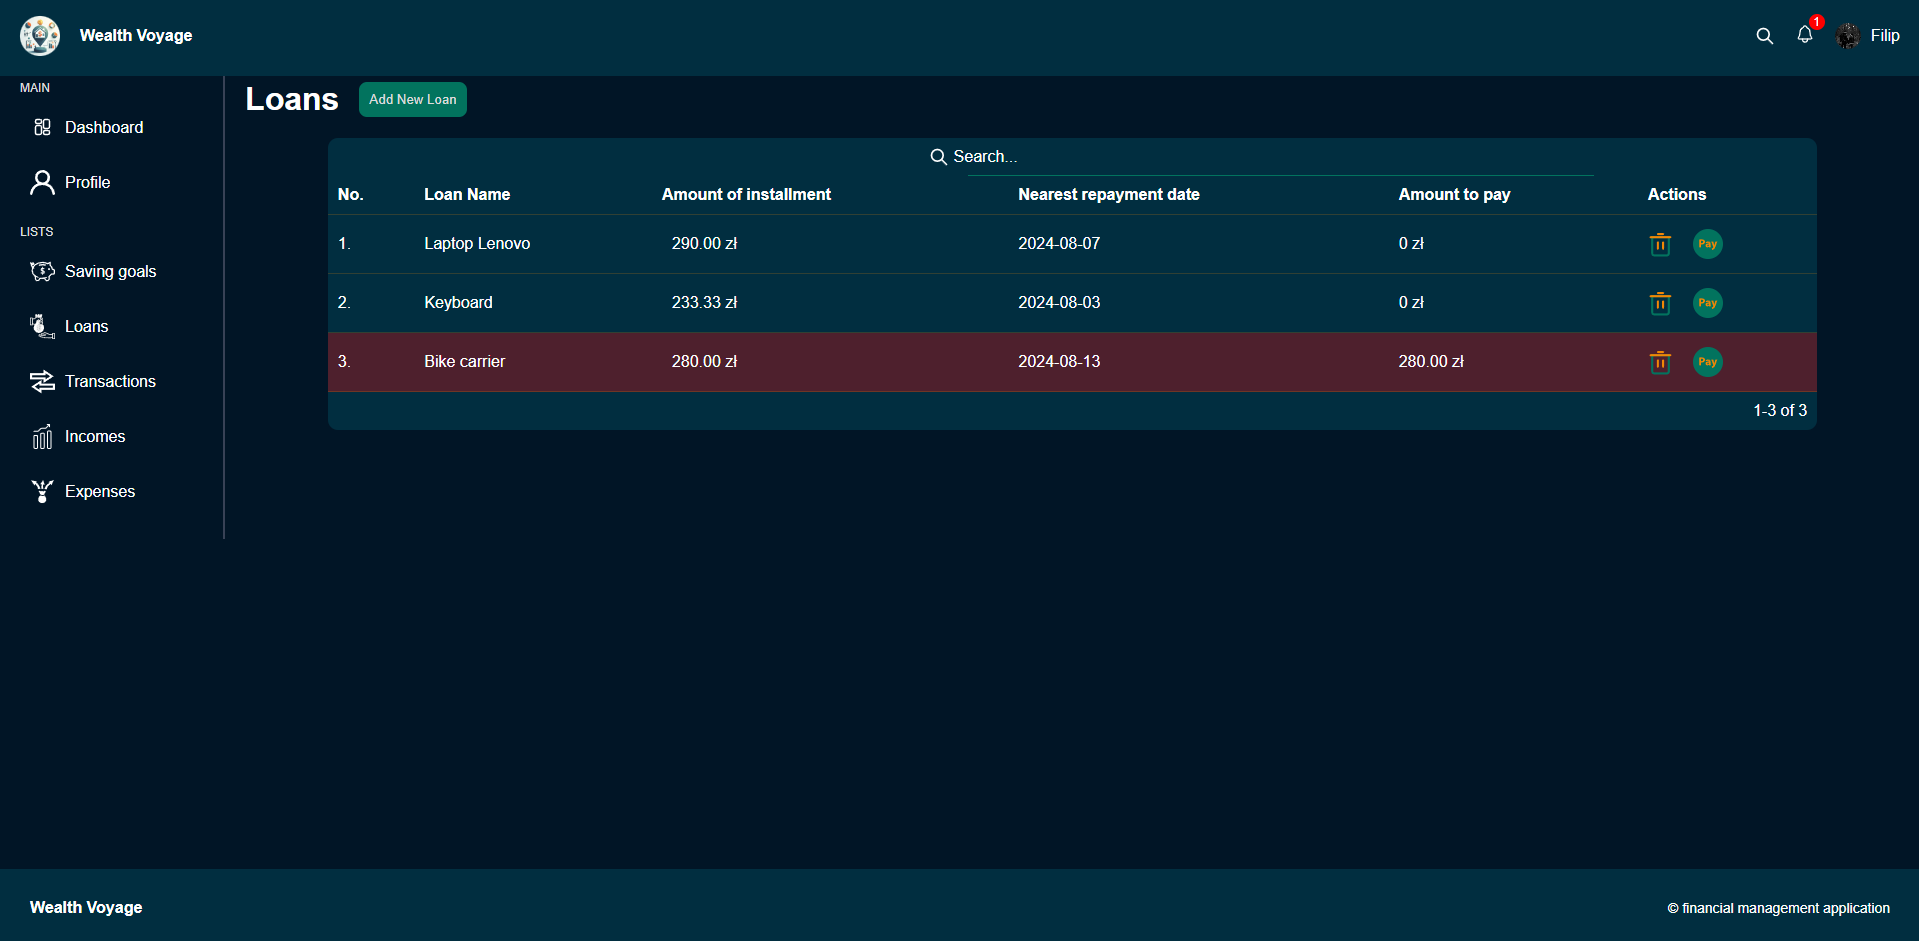 Wealth Voyage
1
Filip
MAIN
Dashboard
Profile
LISTS
Saving goals
Loans
Transactions
Incomes
Expenses
Loans
Add New Loan
Search...
No. Loan Name Amount of installment Nearest repayment date Amount to pay Actions
1. Laptop Lenovo 290.00 zł 2024-08-07 0 zł Pay
2. Keyboard 233.33 zł 2024-08-03 0 zł Pay
3. Bike carrier 280.00 zł 2024-08-13 280.00 zł Pay
1-3 of 3
Wealth Voyage
© financial management application